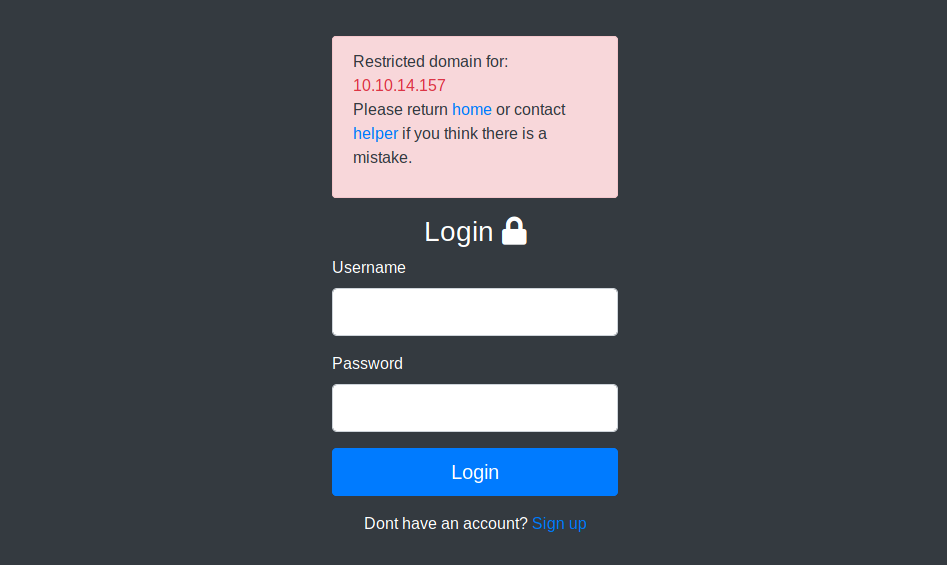 Restricted domain for:
10.10.14.157
Please return home or contact
helper if you think there is a
mistake.
Login
Username
Password
Login
Dont have an account? Sign up